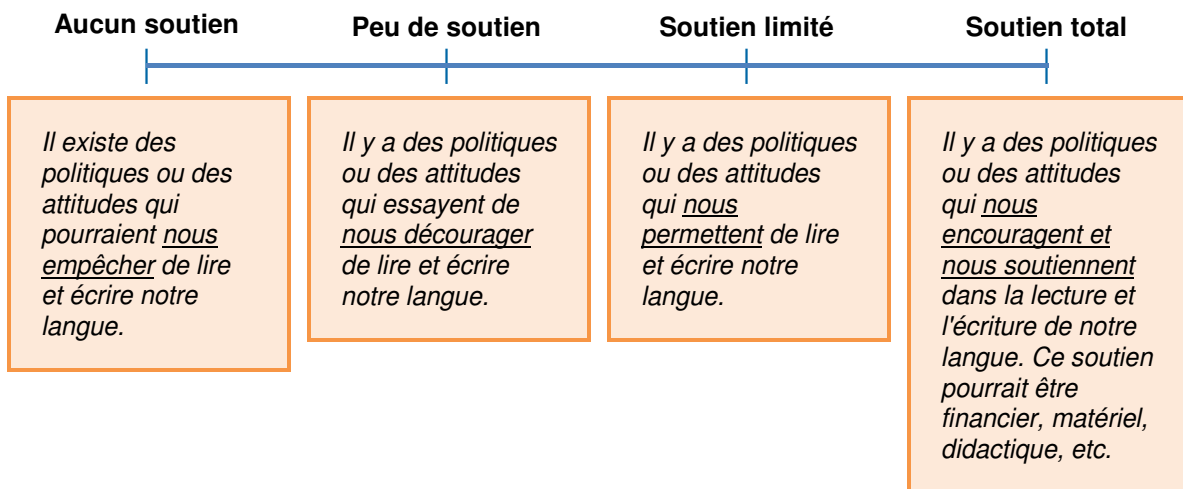 Aucun soutien
Peu de soutien
Soutien limité
Soutien total
Il existe des
politiques ou des
attitudes qui
pourraient nous
empêcher de lire
et écrire notre
langue.
Il y a des politiques
ou des attitudes
qui essayent de
nous décourager
de lire et écrire
notre langue.
Il y a des politiques
ou des attitudes
qui nous
permettent de lire
et écrire notre
langue.
Il y a des politiques
ou des attitudes
qui nous
encouragent et
nous soutiennent
dans la lecture et
l'écriture de notre
langue. Ce soutien
pourrait être
financier, matériel,
didactique, etc.